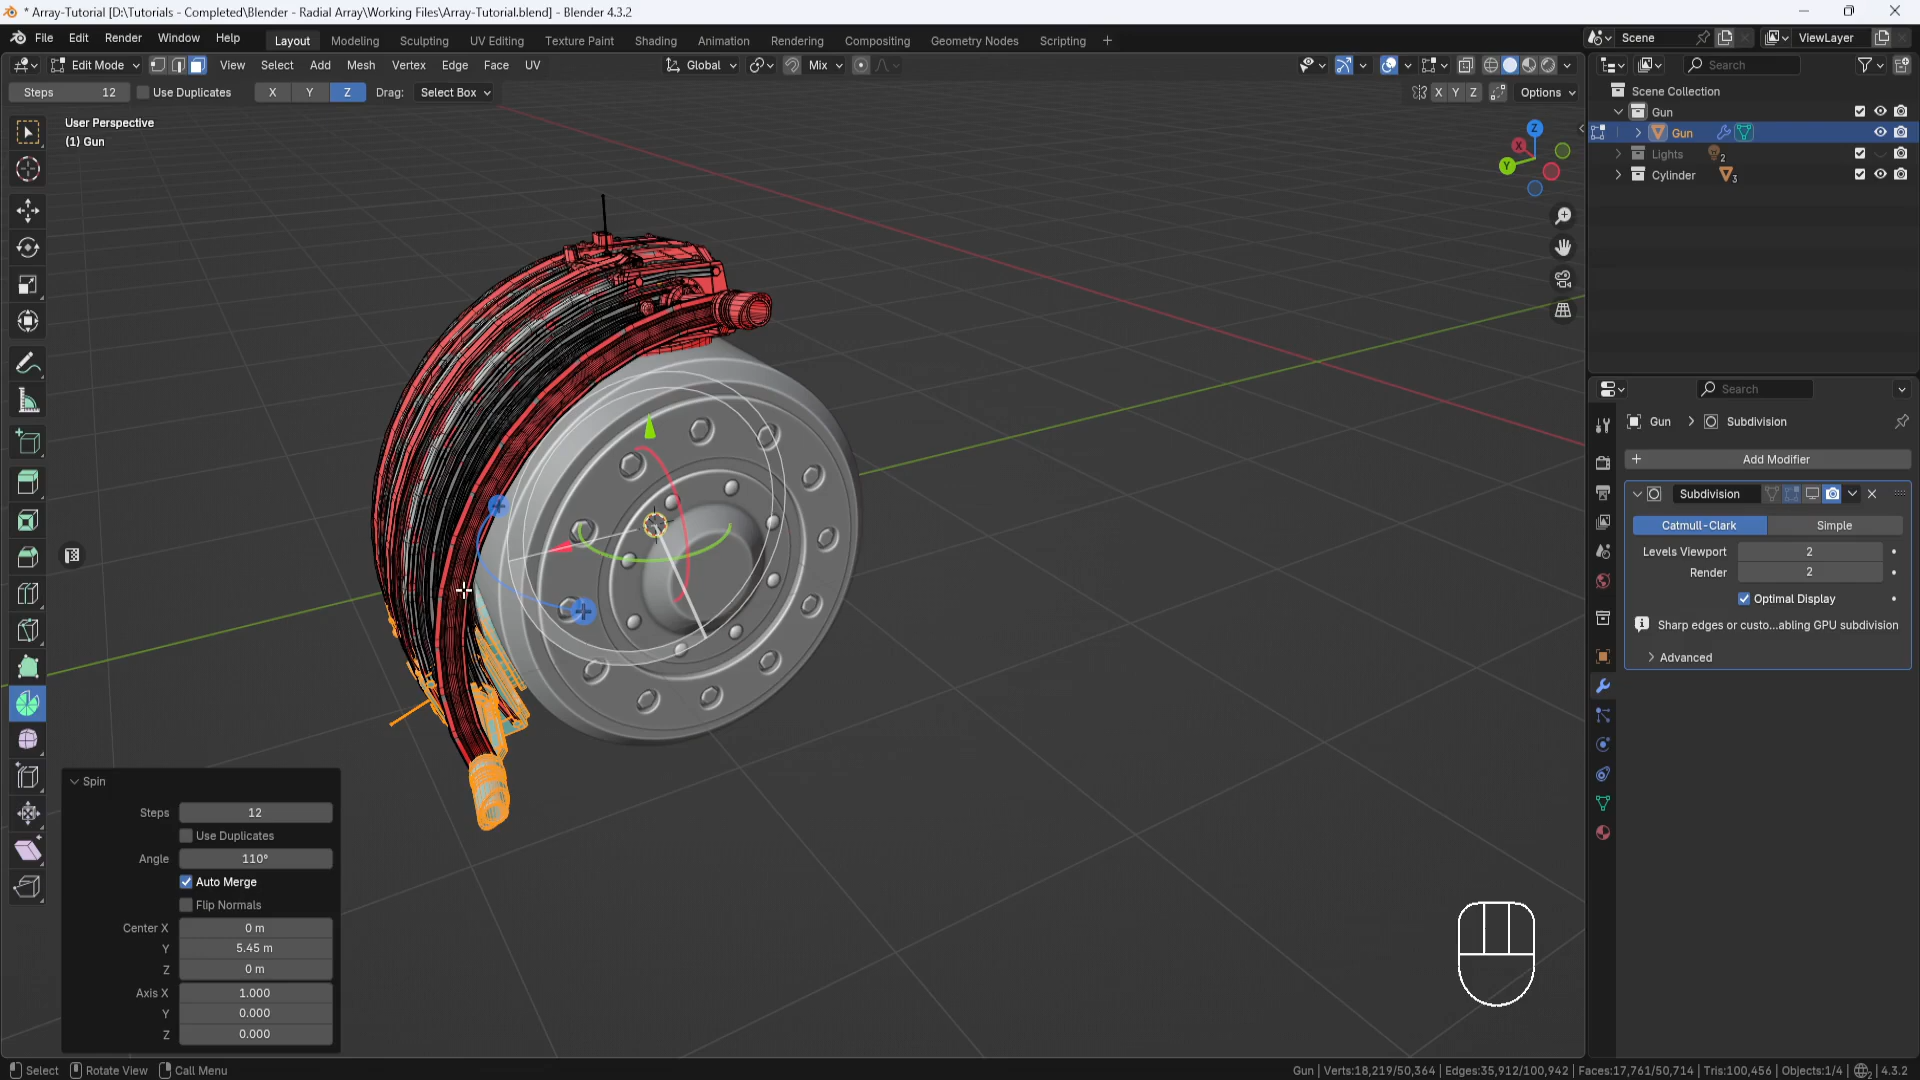 * Array-Tutorial [D:\Tutorials - Completed\Blender - Radial Array\Working Files\Array-Tutorial.blend] - Blender 4.3.2
File Edit Render Window Help Layout Modeling Sculpting UV Editing Texture Paint Shading Animation Rendering Compositing Geometry Nodes Scripting + Scene ViewLayer
Edit Mode View Select Add Mesh Vertex Edge Face UV Global Mix Search
Steps 12 Use Duplicates X Y Z Drag: Select Box X Y Z Options
User Perspective
(1) Gun
Z
X
Y
Scene Collection
Gun
Gun
Lights 2
Cylinder 3
Search
Gun > Subdivision
+ Add Modifier
Subdivision
Catmull-Clark Simple
Levels Viewport 2
Render 2
Optimal Display
Sharp edges or custo...abling GPU subdivision
Advanced
Spin
Steps 12
Use Duplicates
Angle 110°
Auto Merge
Flip Normals
Center X 0 m
Y 5.45 m
Z 0 m
Axis X 1.000
Y 0.000
Z 0.000
Select Rotate View Call Menu Gun | Verts:18,219/50,364 | Edges:35,912/100,942 | Faces:17,761/50,714 | Tris:100,456 | Objects:1/4 | 2 | 4.3.2